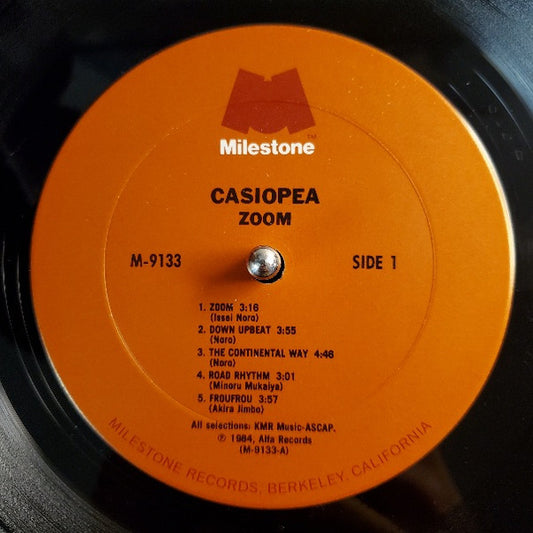 TM
Milestone
CASIOPEA
ZOOM
M-9133
SIDE 1
1. ZOOM 3:16
(Issei Noro)
2. DOWN UPBEAT 3:55
(Noro)
3. THE CONTINENTAL WAY 4:46
(Noro)
4. ROAD RHYTHM 3:01
(Minoru Mukaiya)
5. FROUFROU 3:57
(Akira Jimbo)
All selections: KMR Music-ASCAP.
℗ 1984, Alfa Records
(M-9133-A)
MILESTONE RECORDS, BERKELEY, CALIFORNIA